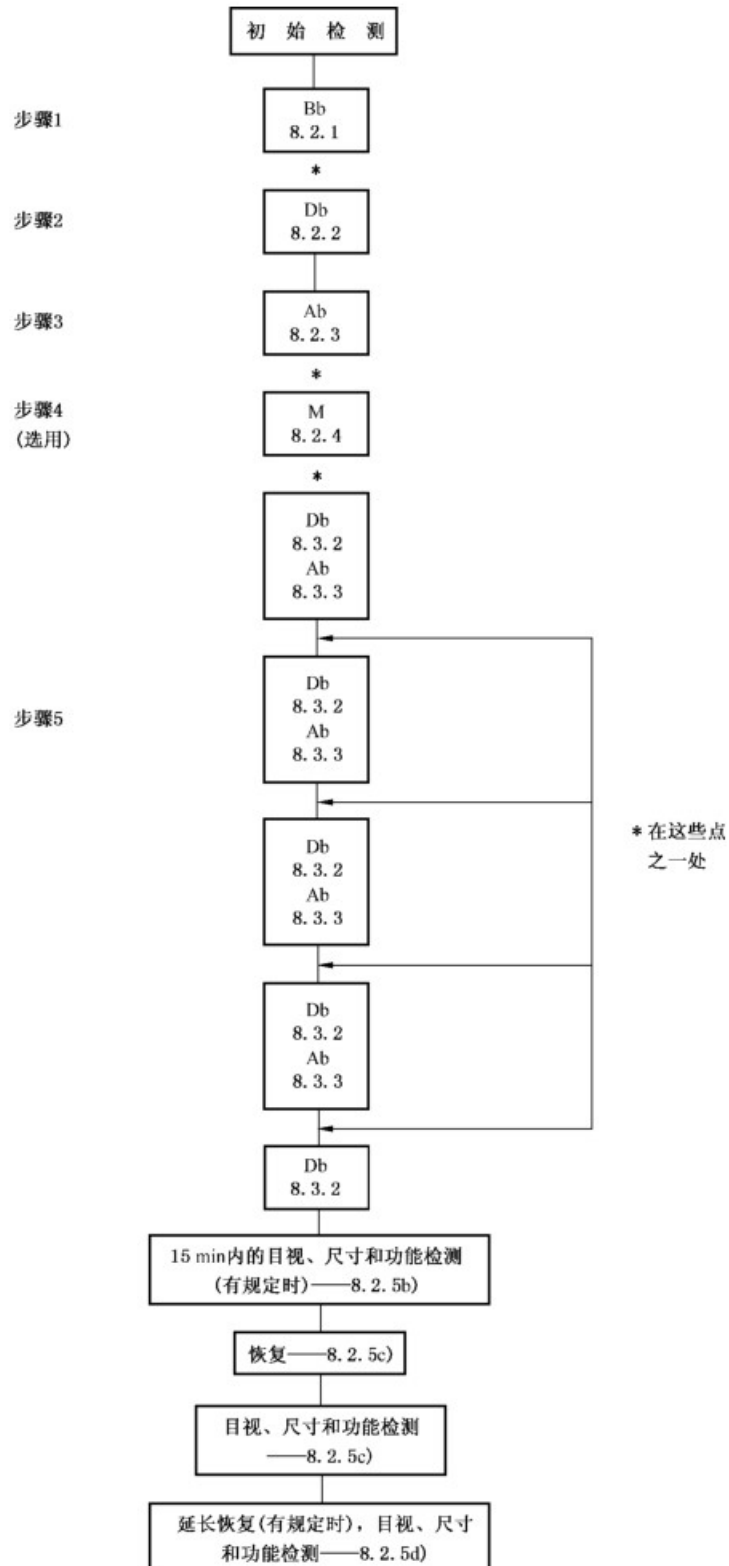 初 始 检 测
步骤1
Bb
8.2.1
*
步骤2
Db
8.2.2
步骤3
Ab
8.2.3
*
步骤4
(选用)
M
8.2.4
*
Db
8.3.2
Ab
8.3.3
步骤5
Db
8.3.2
Ab
8.3.3
* 在这些点
之一处
Db
8.3.2
Ab
8.3.3
Db
8.3.2
Ab
8.3.3
Db
8.3.2
15 min内的目视、尺寸和功能检测
(有规定时)——8.2.5b)
恢复——8.2.5c)
目视、尺寸和功能检测
——8.2.5c)
延长恢复(有规定时)，目视、尺寸
和功能检测——8.2.5d)